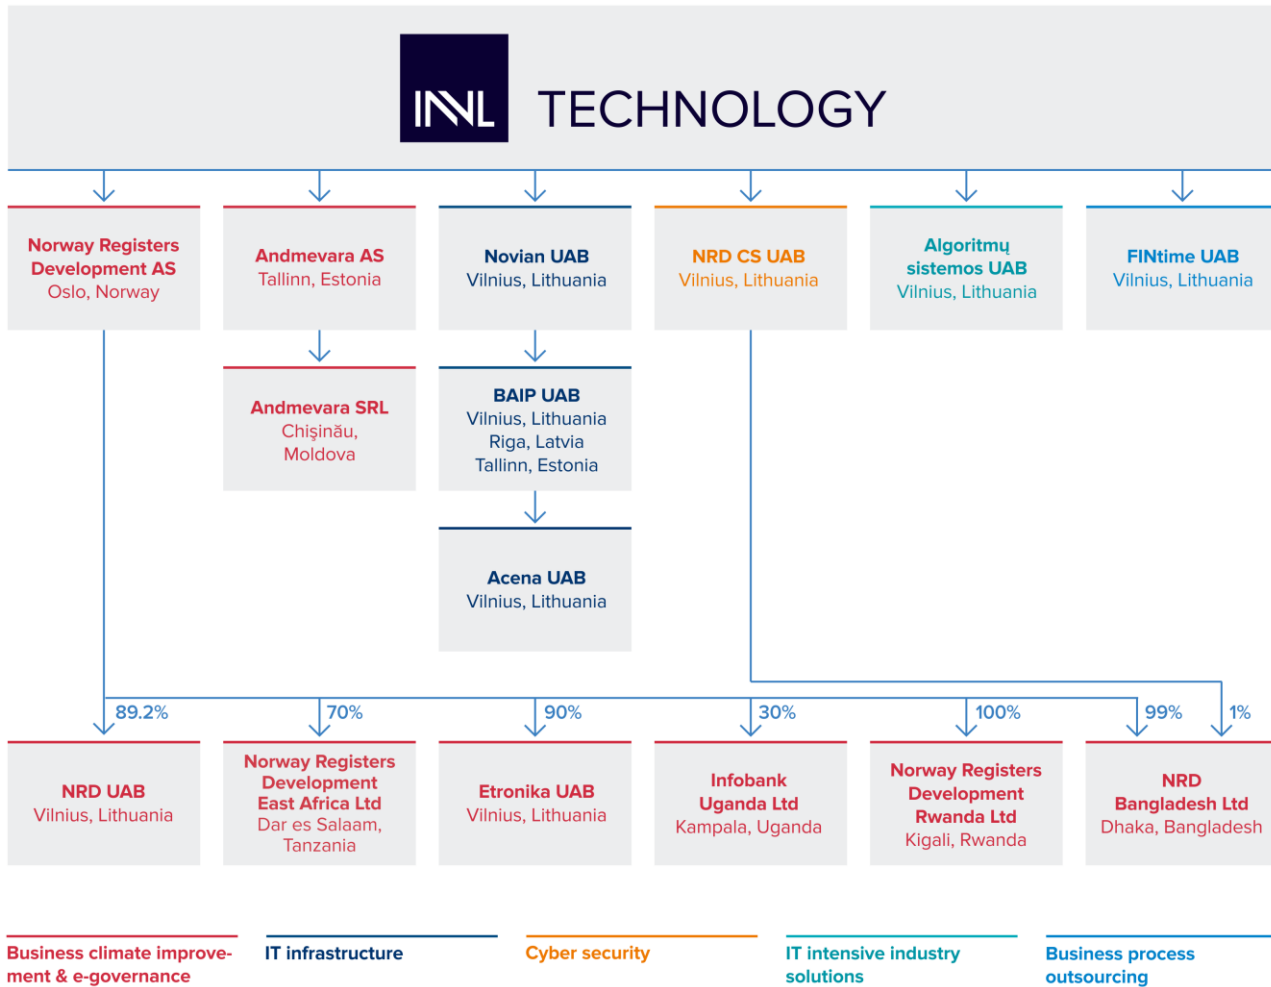 INVL TECHNOLOGY
Norway Registers
Development AS
Oslo, Norway
Andmevara AS
Tallinn, Estonia
Novian UAB
Vilnius, Lithuania
NRD CS UAB
Vilnius, Lithuania
Algoritmų
sistemos UAB
Vilnius, Lithuania
FINtime UAB
Vilnius, Lithuania
Andmevara SRL
Chişinău,
Moldova
BAIP UAB
Vilnius, Lithuania
Riga, Latvia
Tallinn, Estonia
Acena UAB
Vilnius, Lithuania
89.2%
70%
90%
30%
100%
99%
1%
NRD UAB
Vilnius, Lithuania
Norway Registers
Development
East Africa Ltd
Dar es Salaam,
Tanzania
Etronika UAB
Vilnius, Lithuania
Infobank
Uganda Ltd
Kampala, Uganda
Norway Registers
Development
Rwanda Ltd
Kigali, Rwanda
NRD
Bangladesh Ltd
Dhaka, Bangladesh
Business climate improve-
ment & e-governance
IT infrastructure
Cyber security
IT intensive industry
solutions
Business process
outsourcing